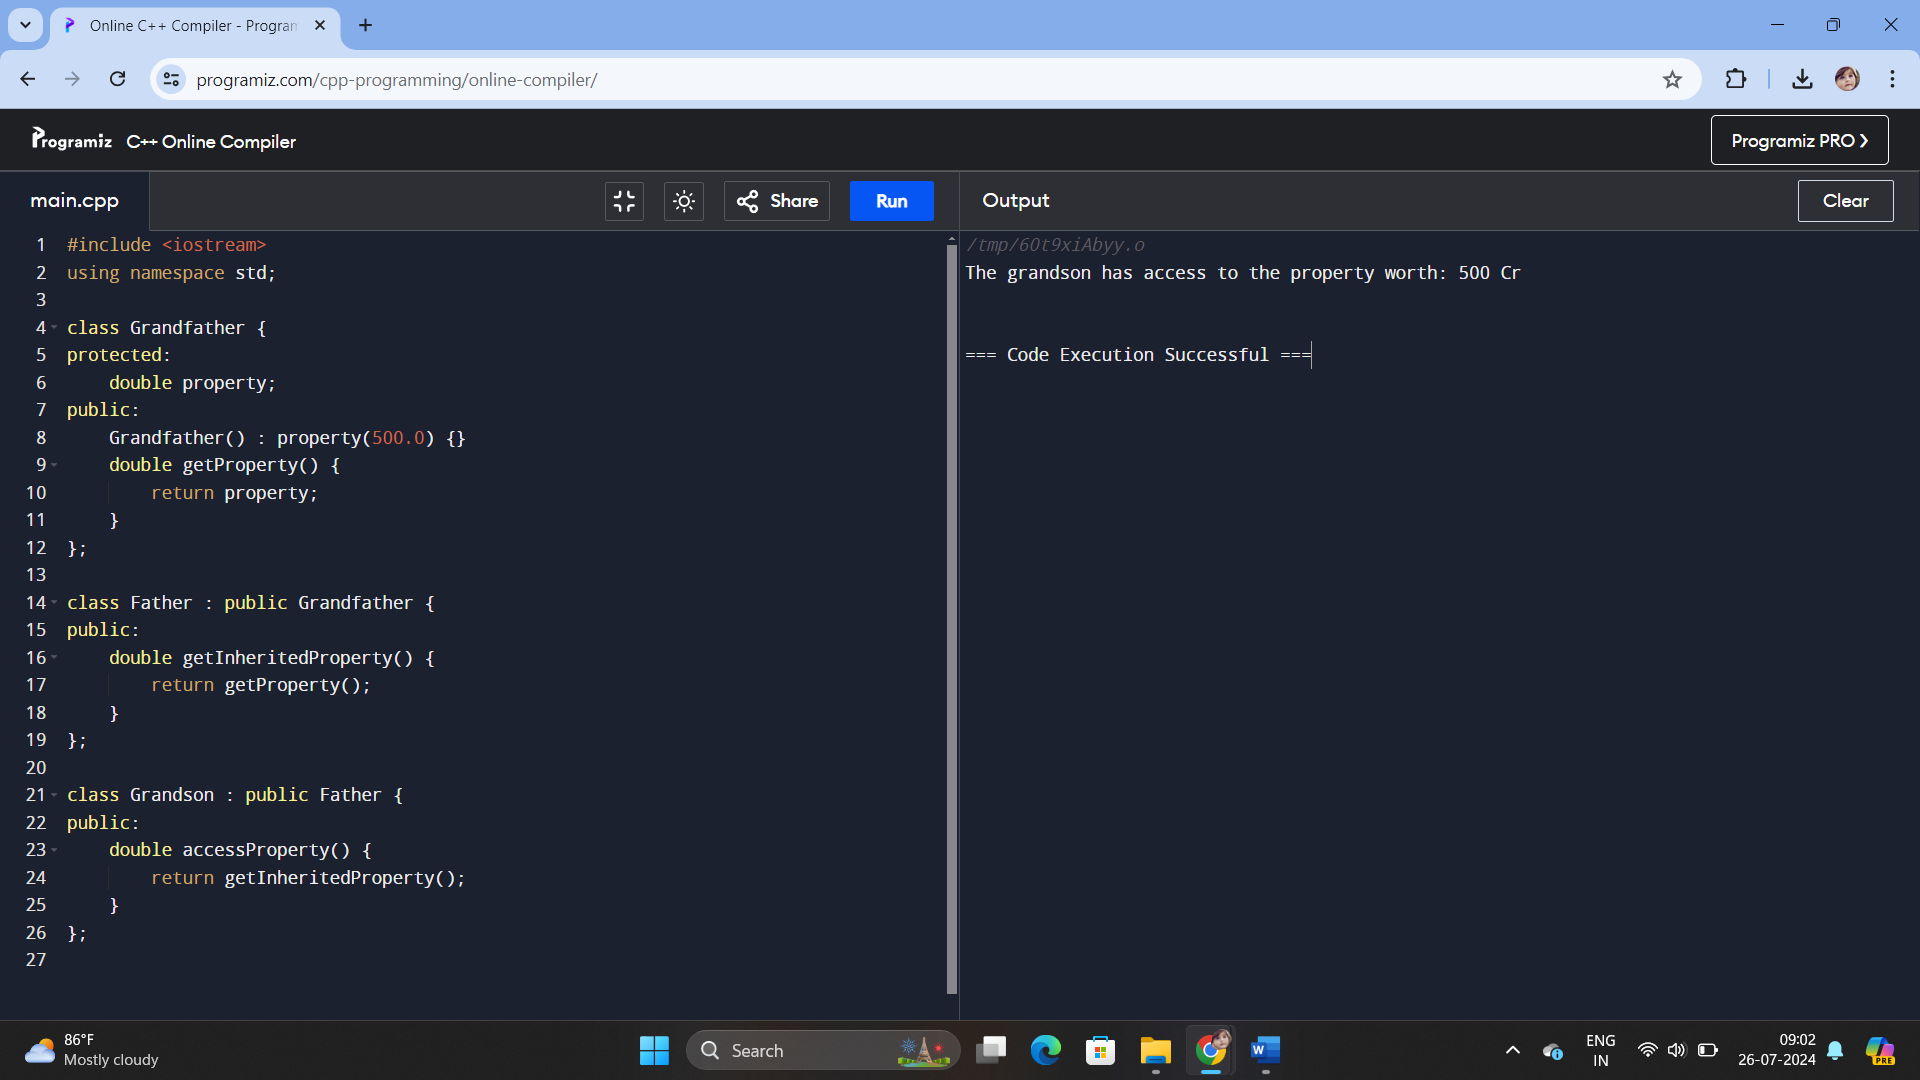 Online C++ Compiler - Program
programiz.com/cpp-programming/online-compiler/
Programiz C++ Online Compiler
Programiz PRO ❯
main.cpp
Share
Run
Output
Clear
1 #include <iostream>
2 using namespace std;
3
4 class Grandfather {
5 protected:
6     double property;
7 public:
8     Grandfather() : property(500.0) {}
9     double getProperty() {
10         return property;
11     }
12 };
13
14 class Father : public Grandfather {
15 public:
16     double getInheritedProperty() {
17         return getProperty();
18     }
19 };
20
21 class Grandson : public Father {
22 public:
23     double accessProperty() {
24         return getInheritedProperty();
25     }
26 };
27
/tmp/6Ot9xiAbyy.o
The grandson has access to the property worth: 500 Cr
=== Code Execution Successful ===
86°F
Mostly cloudy
Search
W
ENG
IN
09:02
26-07-2024
PRE